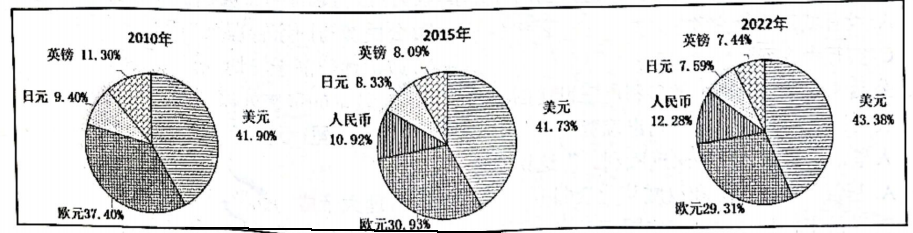 2010年
英镑 11.30%
日元 9.40%
美元
41.90%
欧元37.40%
2015年
英镑 8.09%
日元 8.33%
人民币
10.92%
美元
41.73%
欧元30.93%
2022年
英镑 7.44%
日元 7.59%
人民币
12.28%
美元
43.38%
欧元29.31%